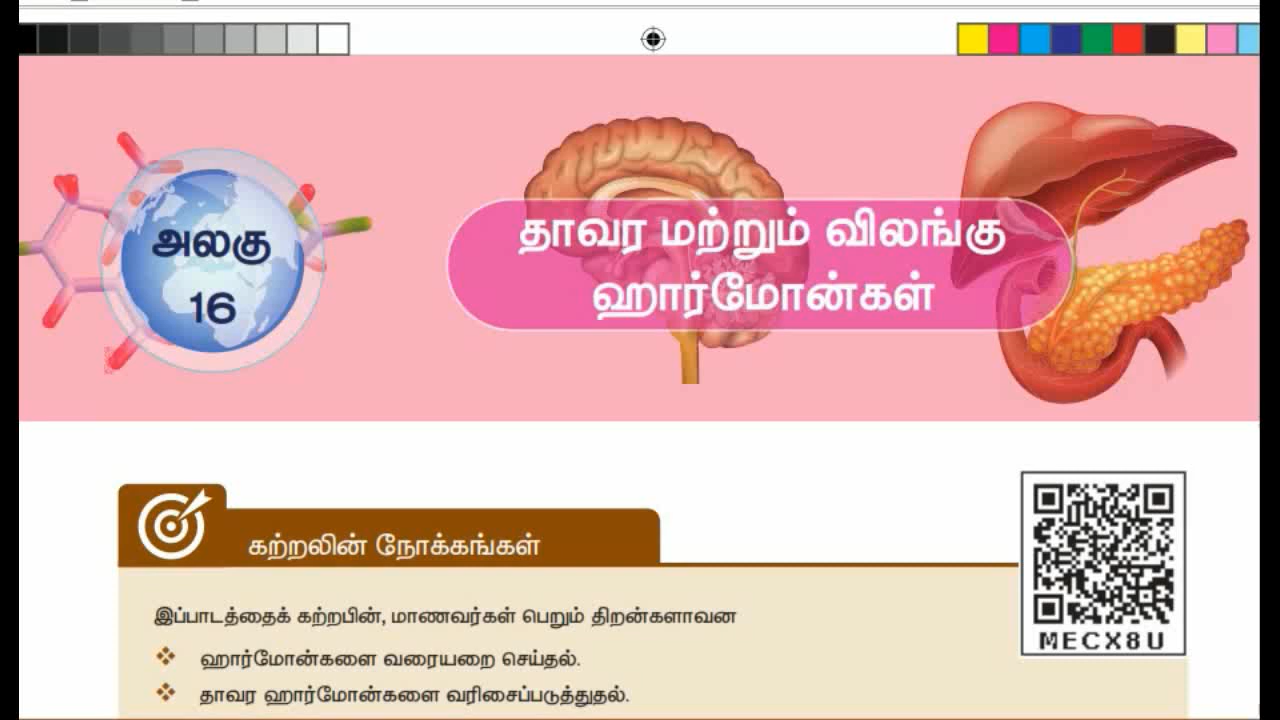 அலகு
16
தாவர மற்றும் விலங்கு
ஹார்மோன்கள்
கற்றலின் நோக்கங்கள்
இப்பாடத்தைக் கற்றபின், மாணவர்கள் பெறும் திறன்களாவன
❖ ஹார்மோன்களை வரையறை செய்தல்.
❖ தாவர ஹார்மோன்களை வரிசைப்படுத்துதல்.
MECX8U